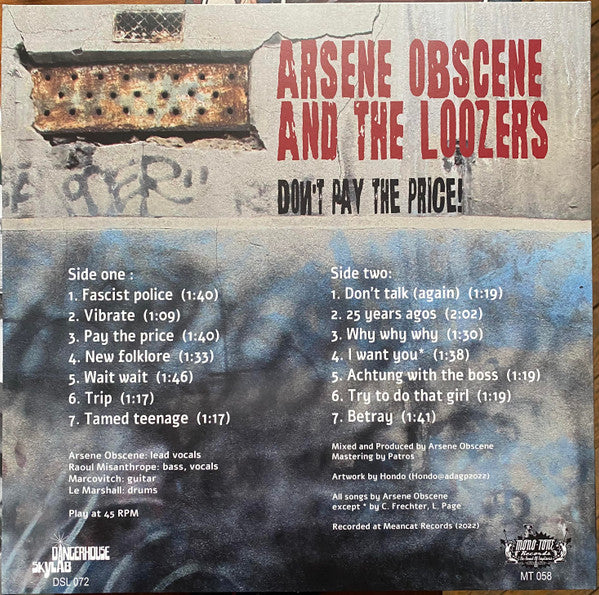 ARSENE OBSCENE
AND THE LOOZERS
DON'T PAY THE PRICE!
Side one :
1. Fascist police (1:40)
2. Vibrate (1:09)
3. Pay the price (1:40)
4. New folklore (1:33)
5. Wait wait (1:46)
6. Trip (1:17)
7. Tamed teenage (1:17)
Arsene Obscene: lead vocals
Raoul Misanthrope: bass, vocals
Marcovitch: guitar
Le Marshall: drums
Play at 45 RPM
DANGERHOUSE
SKYLAB
DSL 072
Side two:
1. Don't talk (again) (1:19)
2. 25 years agos (2:02)
3. Why why why (1:30)
4. I want you* (1:38)
5. Achtung with the boss (1:19)
6. Try to do that girl (1:19)
7. Betray (1:41)
Mixed and Produced by Arsene Obscene
Mastering by Patros
Artwork by Hondo (Hondo@adagp2022)
All songs by Arsene Obscene
except * by C. Frechter, L. Page
Recorded at Meancat Records (2022)
MONO-TONE
Records
MT 058